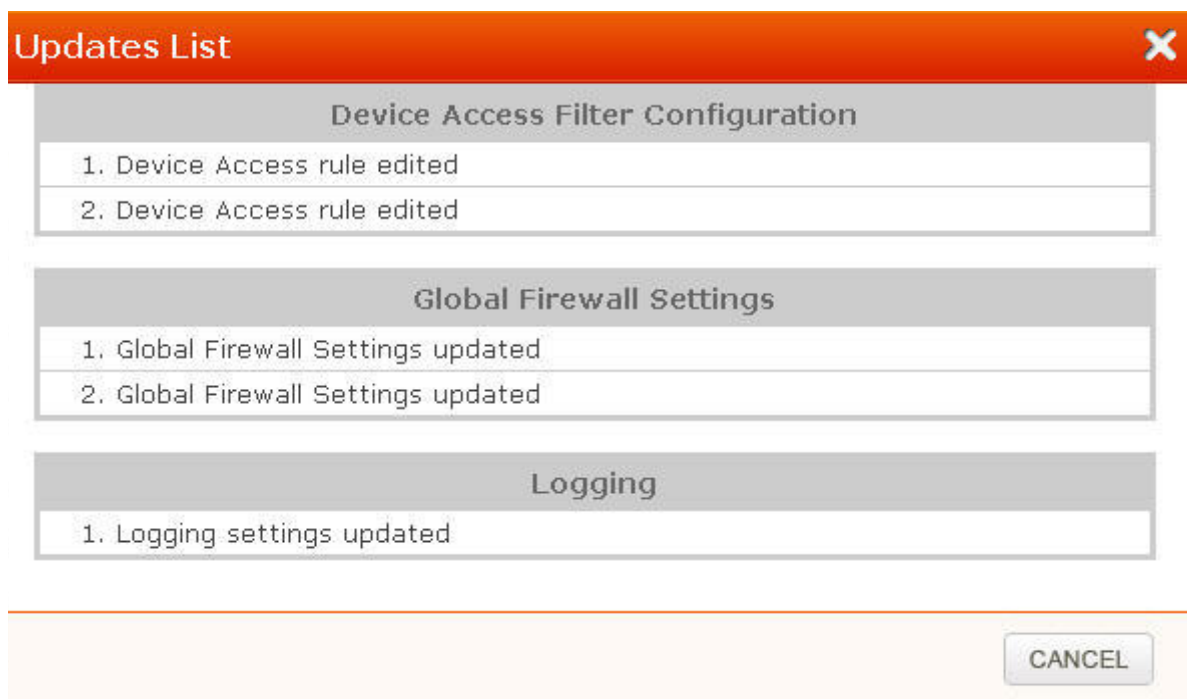 Updates List
Device Access Filter Configuration
1. Device Access rule edited
2. Device Access rule edited
Global Firewall Settings
1. Global Firewall Settings updated
2. Global Firewall Settings updated
Logging
1. Logging settings updated
CANCEL